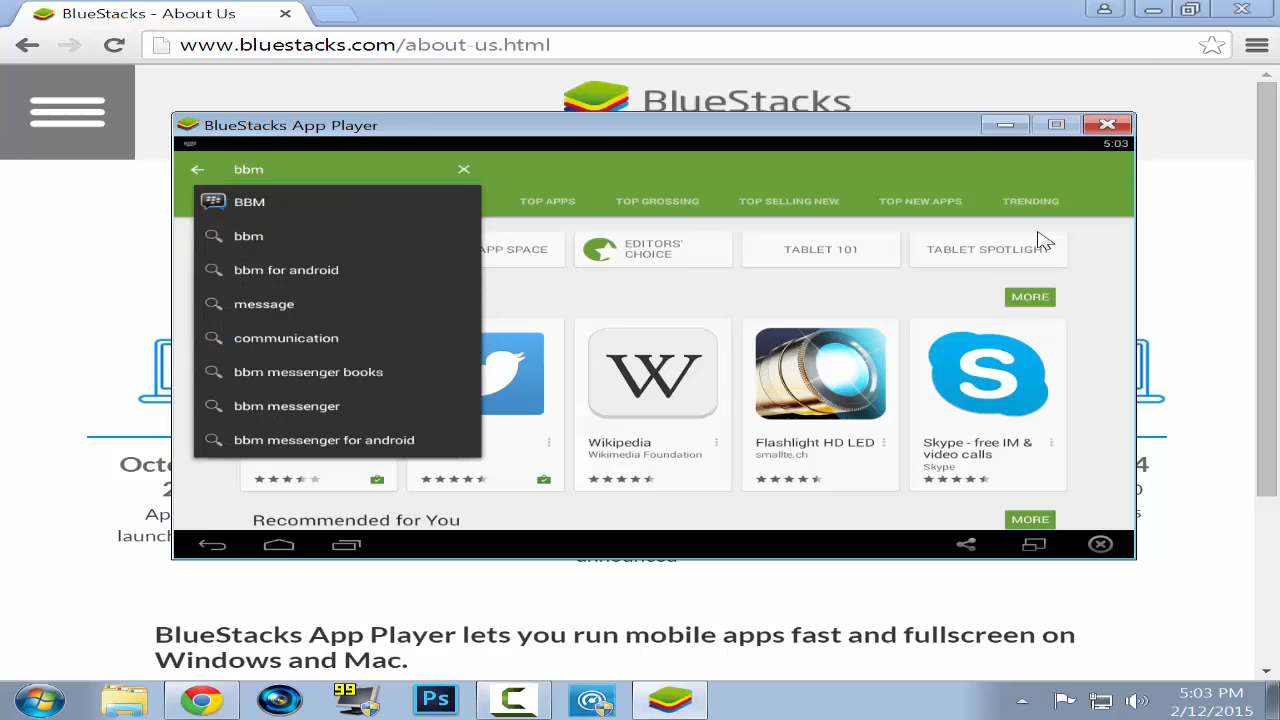 BlueStacks - About Us
www.bluestacks.com/about-us.html
BlueStacks
BlueStacks App Player
5:03
bbm
TOP APPS
TOP GROSSING
TOP SELLING NEW
TOP NEW APPS
TRENDING
BBM
bbm
bbm for android
message
communication
bbm messenger books
bbm messenger
bbm messenger for android
APP SPACE
EDITORS'
CHOICE
TABLET 101
TABLET SPOTLIGHT
MORE
W
Wikipedia
Wikimedia Foundation
Flashlight HD LED
smallte.ch
S
Skype - free IM &
video calls
Skype
Recommended for You
MORE
BlueStacks App Player lets you run mobile apps fast and fullscreen on
Windows and Mac.
99
Ps
C
5:03 PM
2/12/2015